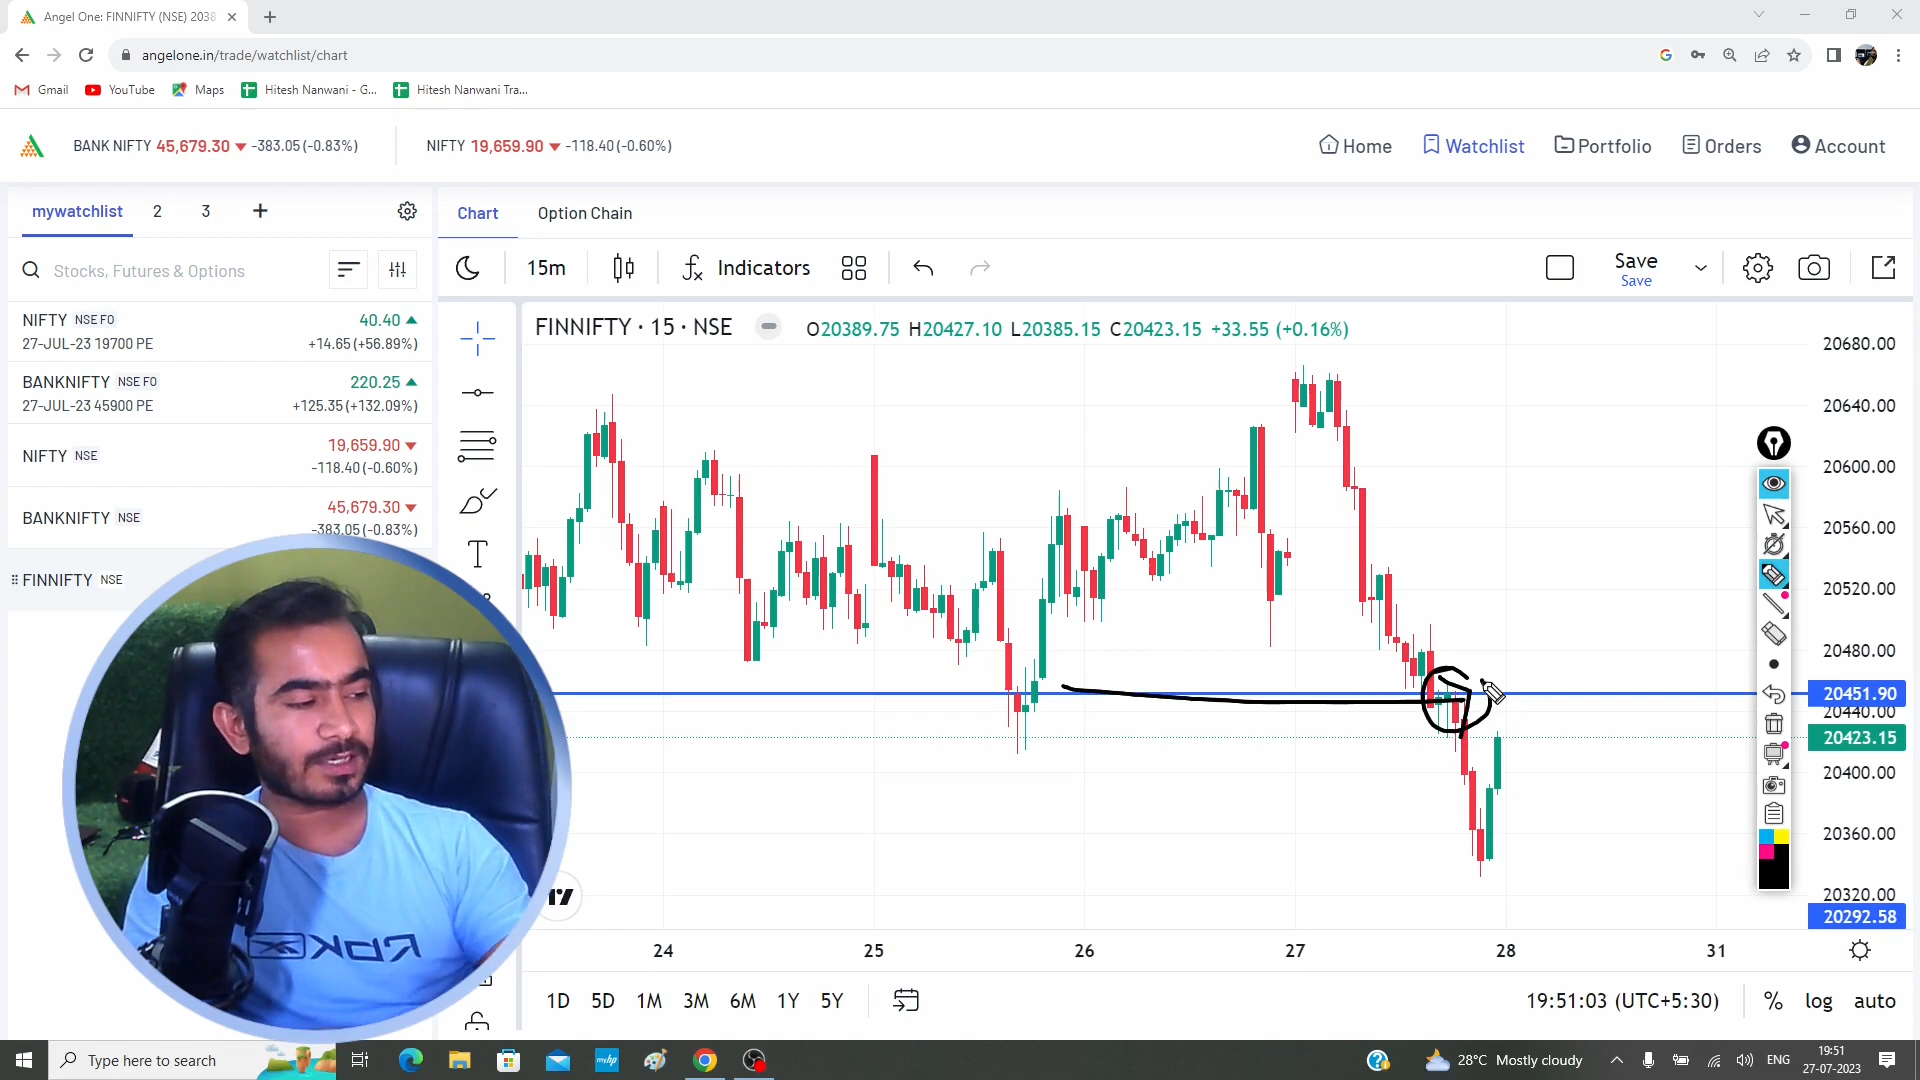 Angel One: FINNIFTY (NSE) 2038
angelone.in/trade/watchlist/chart
Gmail YouTube Maps Hitesh Nanwani - G... Hitesh Nanwani Tra...
BANK NIFTY 45,679.30 -383.05 (-0.83%) NIFTY 19,659.90 -118.40 (-0.60%) Home Watchlist Portfolio Orders Account
mywatchlist 2 3 +
Chart Option Chain
Stocks, Futures & Options
15m Indicators Save
Save
NIFTY NSE FO 40.40
27-JUL-23 19700 PE +14.65 (+56.89%)
BANKNIFTY NSE FO 220.25
27-JUL-23 45900 PE +125.35 (+132.09%)
NIFTY NSE 19,659.90
-118.40 (-0.60%)
BANKNIFTY NSE 45,679.30
-383.05 (-0.83%)
FINNIFTY NSE
FINNIFTY · 15 · NSE O20389.75 H20427.10 L20385.15 C20423.15 +33.55 (+0.16%)
20680.00
20640.00
20600.00
20560.00
20520.00
20480.00
20451.90
20440.00
20423.15
20400.00
20360.00
20320.00
20292.58
24 25 26 27 28 31
1D 5D 1M 3M 6M 1Y 5Y 19:51:03 (UTC+5:30) % log auto
Type here to search 28°C Mostly cloudy ENG 19:51
27-07-2023